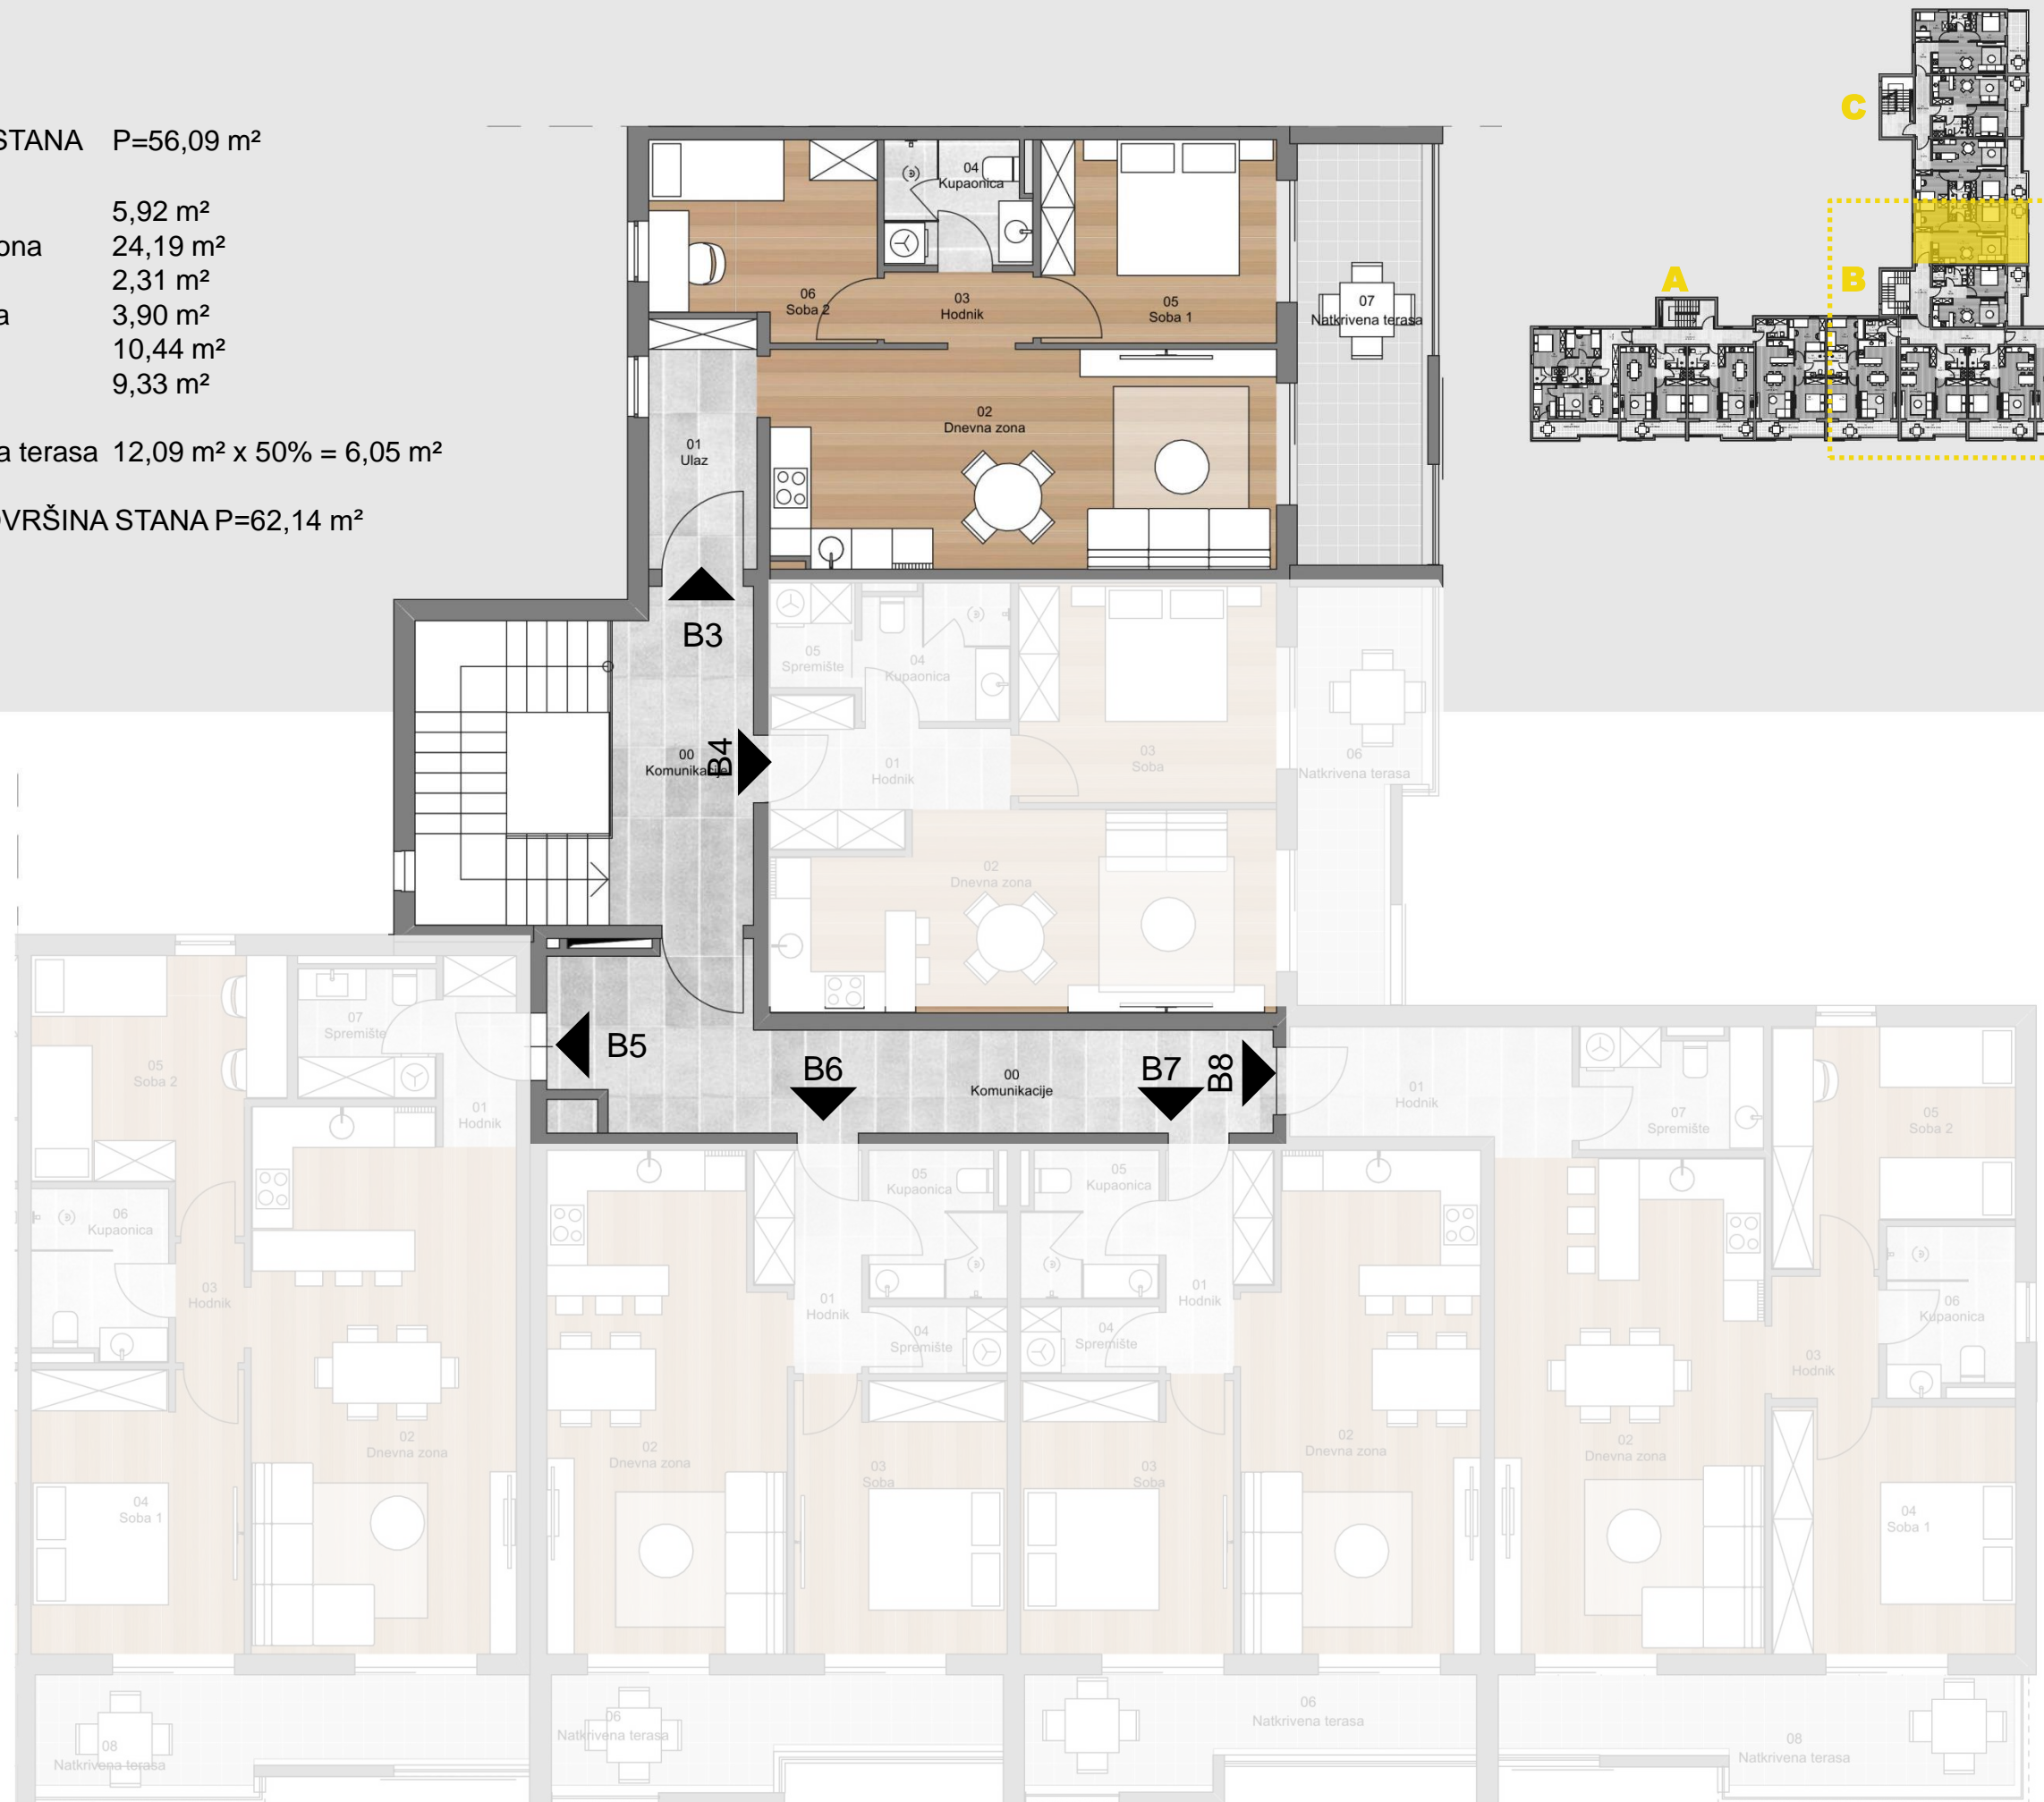 STANA P=56,09 m²
5,92 m²
ona 24,19 m²
2,31 m²
a 3,90 m²
10,44 m²
9,33 m²
a terasa 12,09 m² x 50% = 6,05 m²
OVRŠINA STANA P=62,14 m²
C
B
A
04
Kupaonica
06
Soba 2
03
Hodnik
05
Soba 1
07
Natkrivena terasa
01
Ulaz
02
Dnevna zona
B3
05
Spremište
04
Kupaonica
00
Komunikacije
B4
01
Hodnik
03
Soba
06
Natkrivena terasa
02
Dnevna zona
B5
B6
00
Komunikacije
B7
B8
05
Soba 2
07
Spremište
01
Hodnik
06
Kupaonica
03
Hodnik
02
Dnevna zona
04
Soba 1
08
Natkrivena terasa
05
Kupaonica
01
Hodnik
04
Spremište
02
Dnevna zona
03
Soba
06
Natkrivena terasa
05
Kupaonica
01
Hodnik
04
Spremište
03
Soba
02
Dnevna zona
06
Natkrivena terasa
01
Hodnik
07
Spremište
05
Soba 2
06
Kupaonica
03
Hodnik
02
Dnevna zona
04
Soba 1
08
Natkrivena terasa